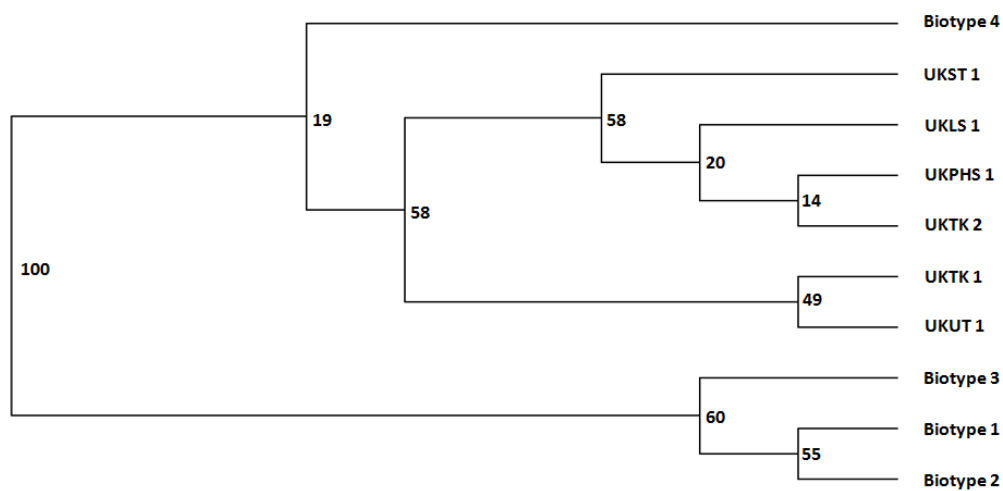 Biotype 4
UKST 1
19
58
UKLS 1
20
UKPHS 1
14
58
UKTK 2
100
UKTK 1
49
UKUT 1
Biotype 3
60
Biotype 1
55
Biotype 2